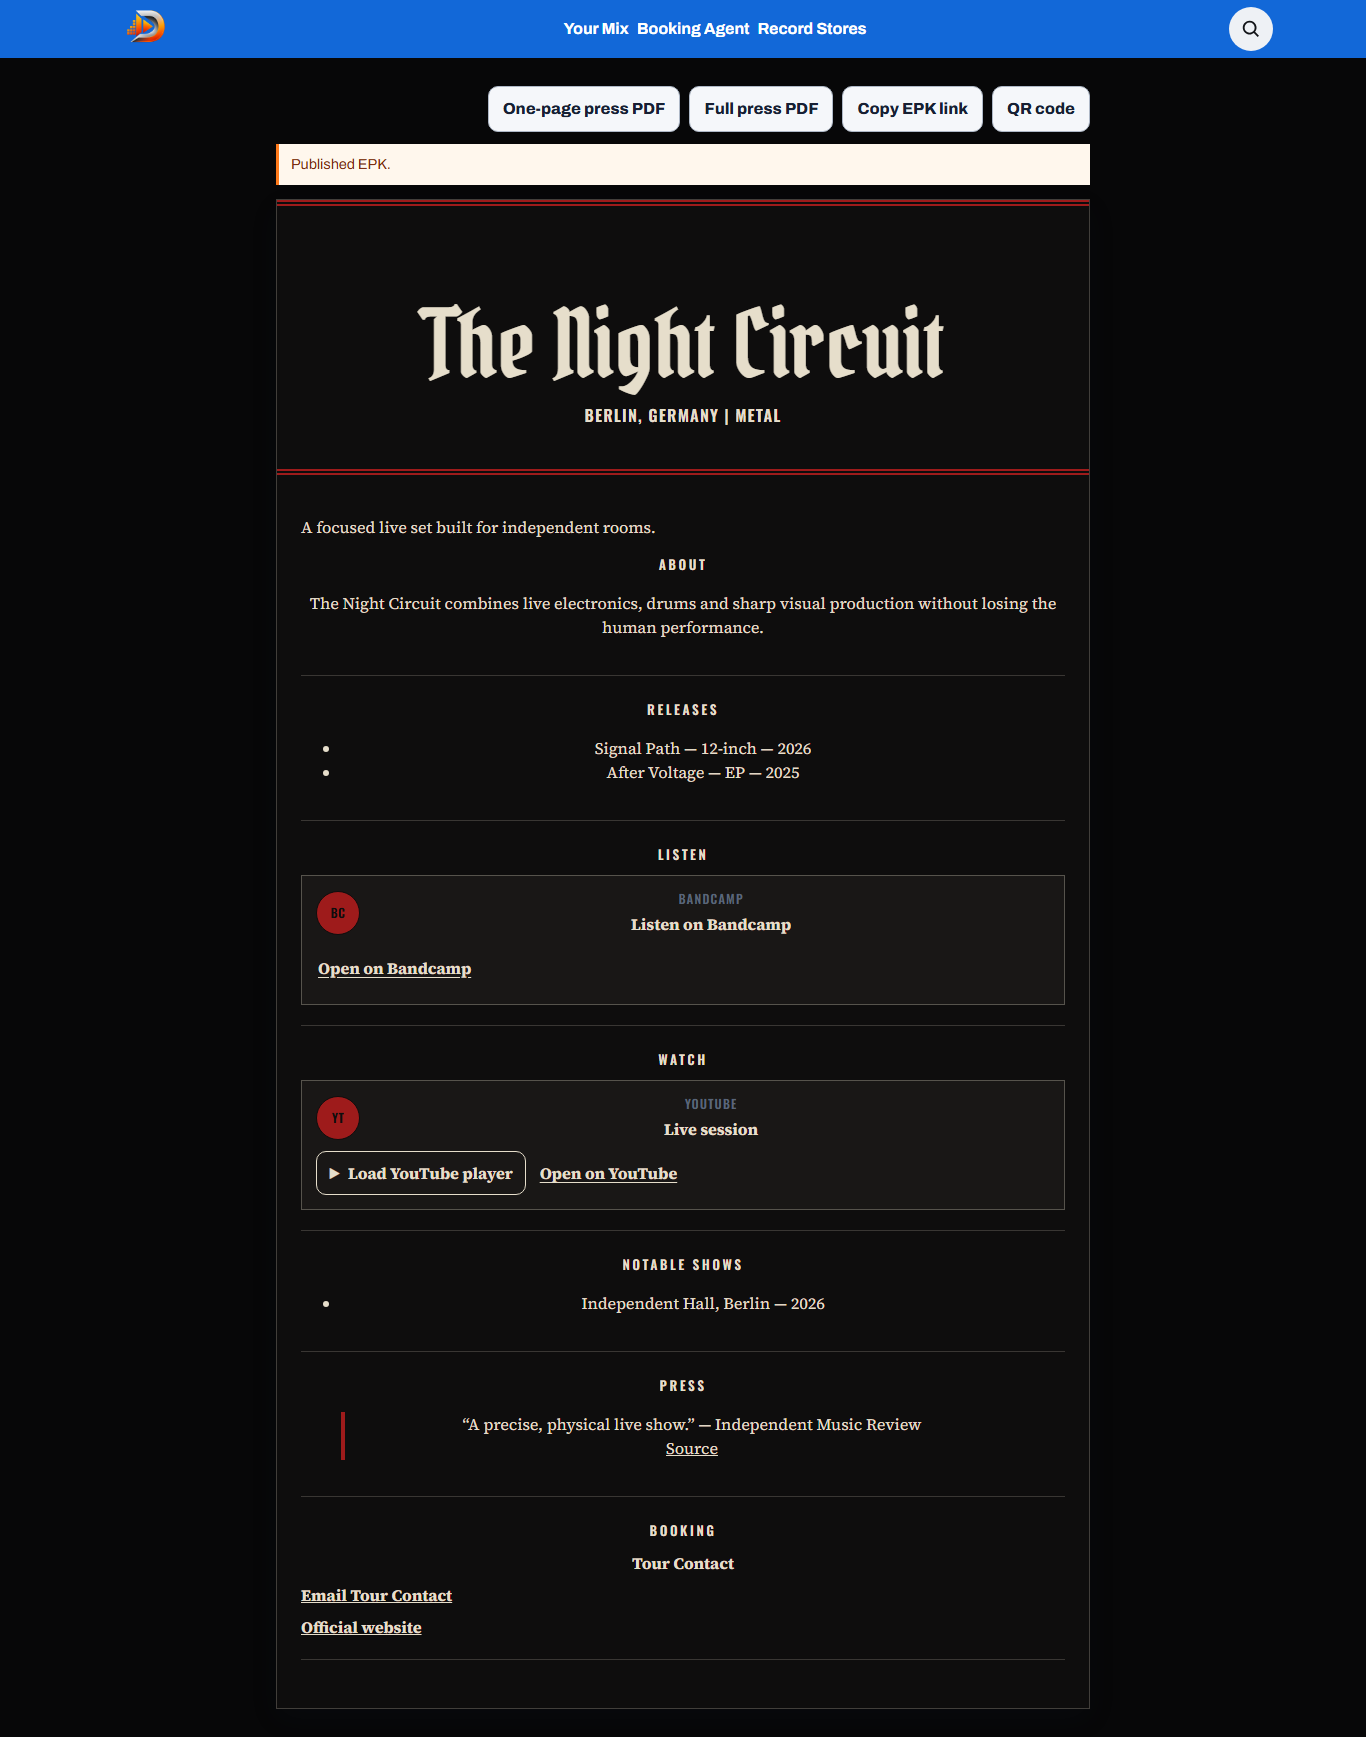 Your Mix Booking Agent Record Stores
One-page press PDF Full press PDF Copy EPK link QR code
Published EPK.
The Night Circuit
BERLIN, GERMANY | METAL
A focused live set built for independent rooms.
ABOUT
The Night Circuit combines live electronics, drums and sharp visual production without losing the
human performance.
RELEASES
Signal Path — 12-inch — 2026
After Voltage — EP — 2025
LISTEN
BC
BANDCAMP
Listen on Bandcamp
Open on Bandcamp
WATCH
YT
YOUTUBE
Live session
Load YouTube player Open on YouTube
NOTABLE SHOWS
Independent Hall, Berlin — 2026
PRESS
“A precise, physical live show.” — Independent Music Review
Source
BOOKING
Tour Contact
Email Tour Contact
Official website